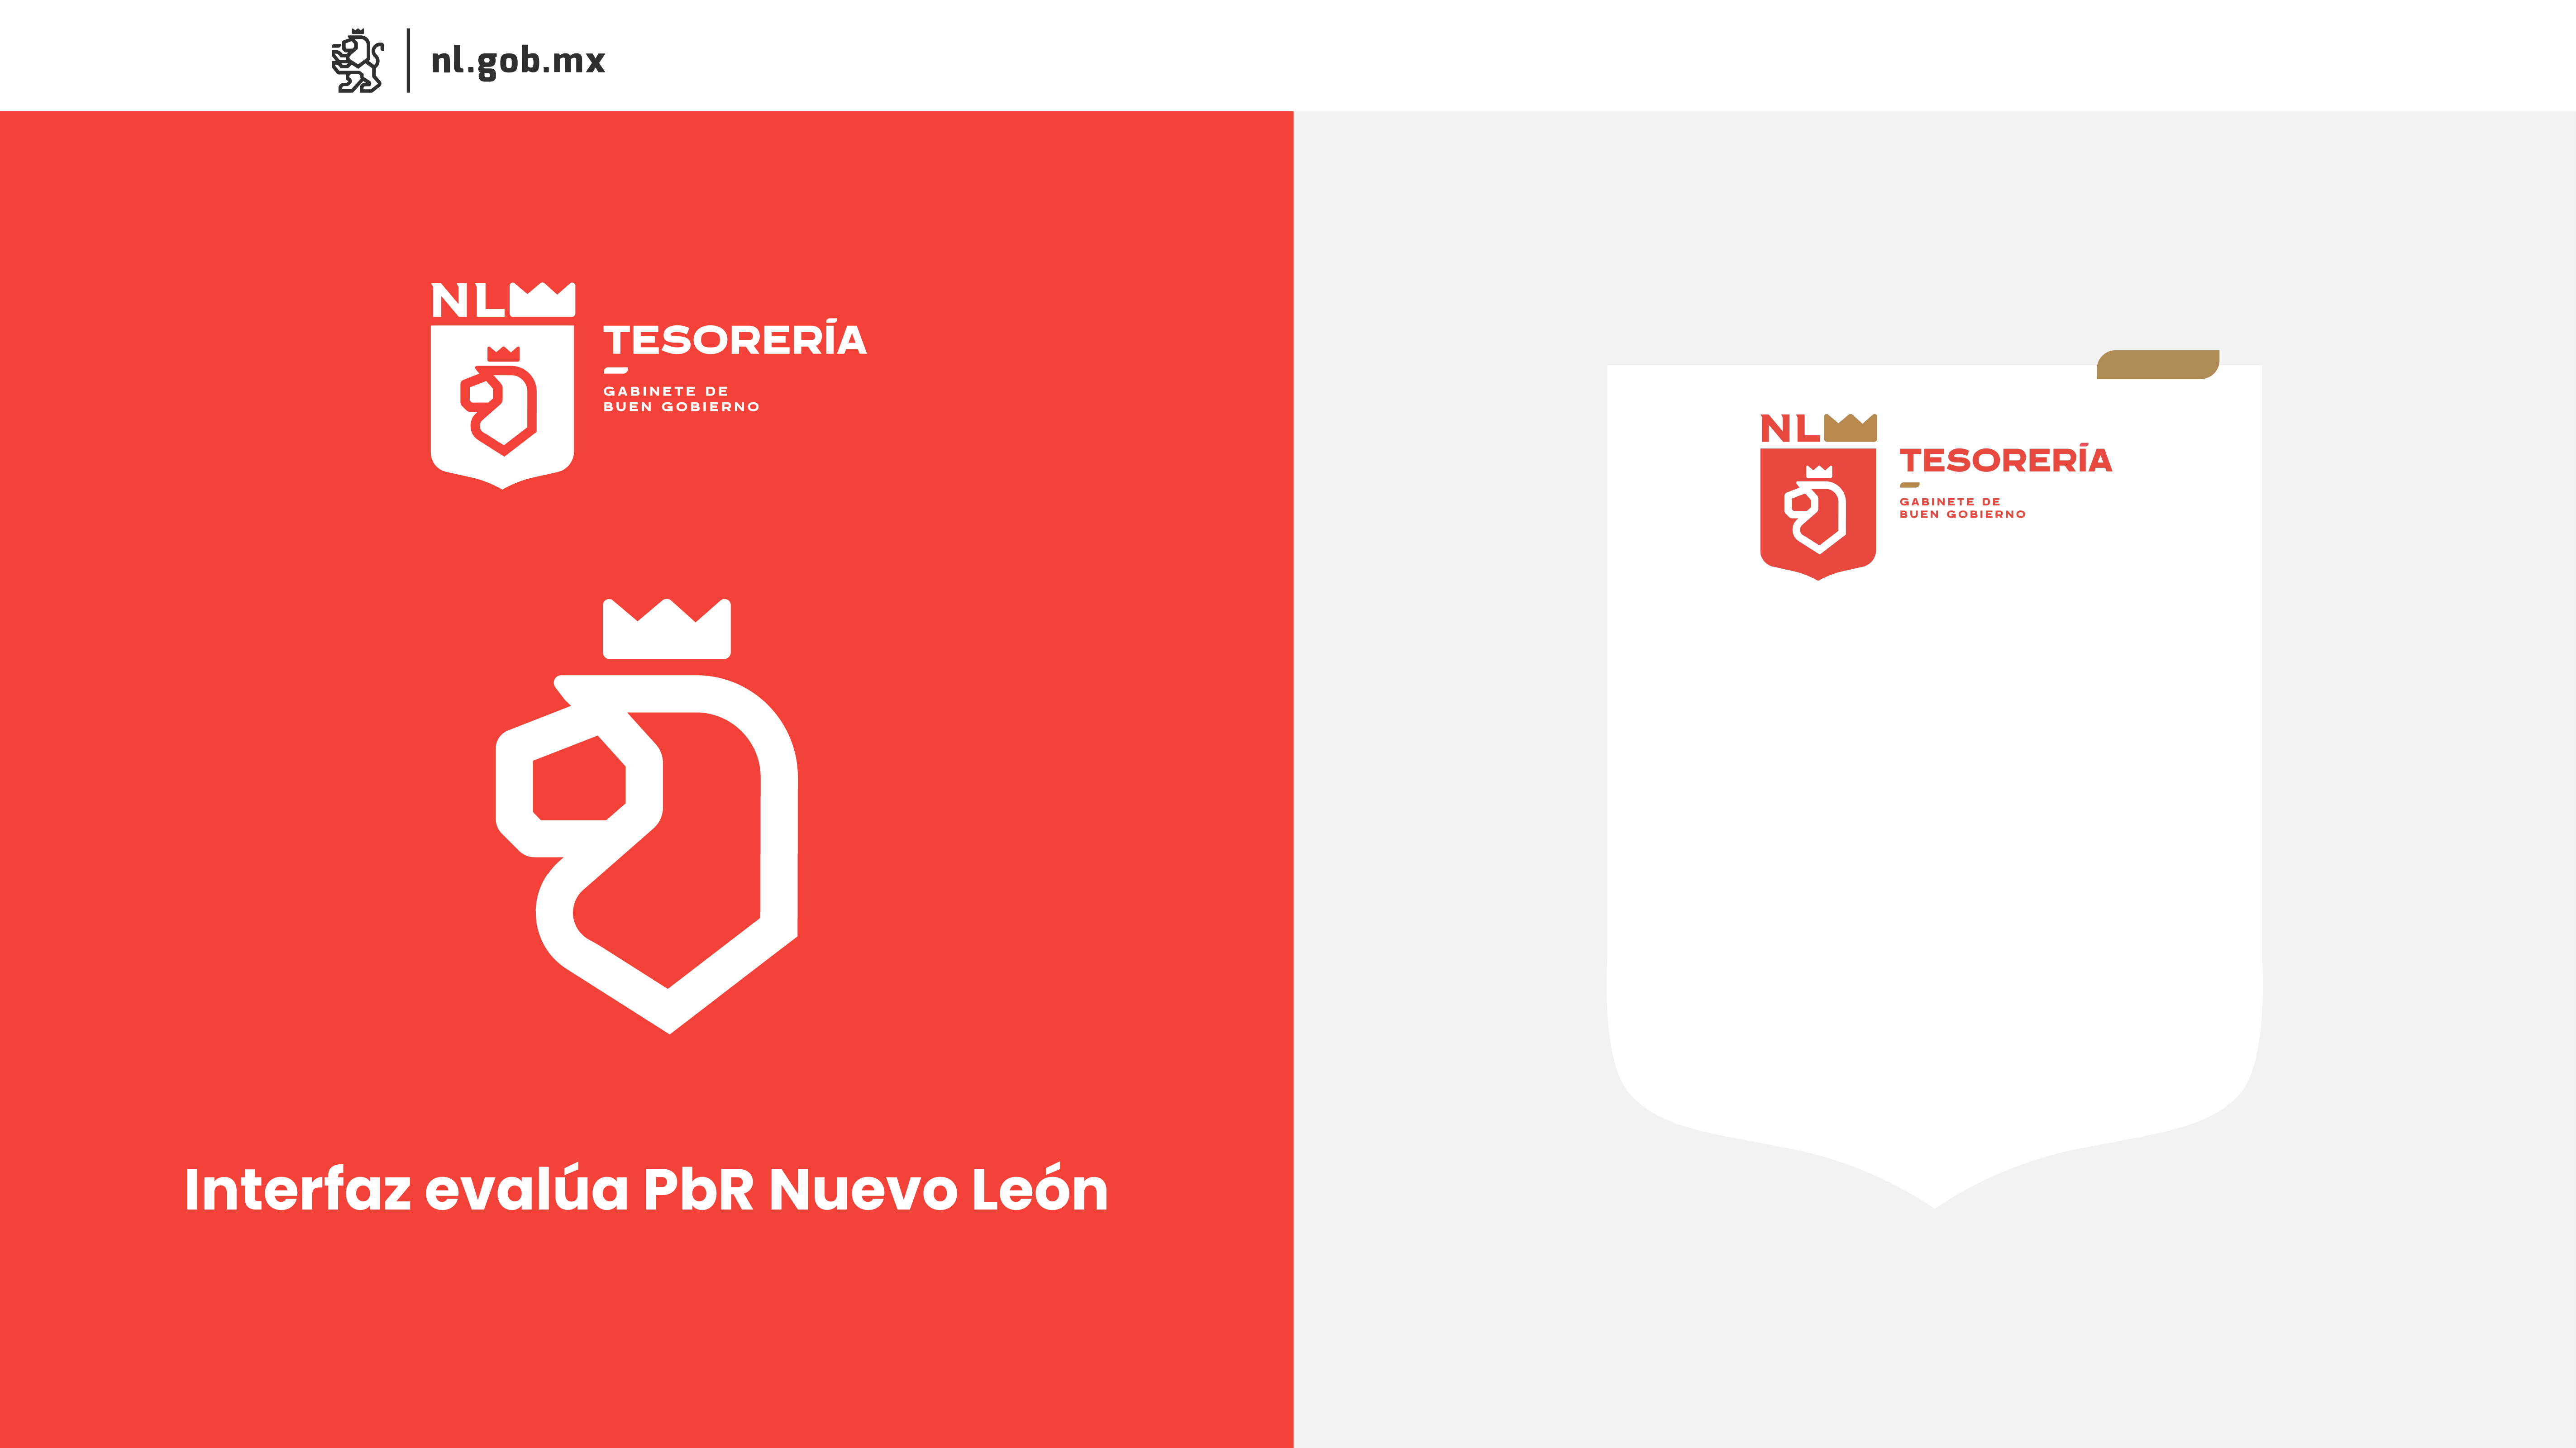 nl.gob.mx
NL
TESORERÍA
GABINETE DE
BUEN GOBIERNO
Interfaz evalúa PbR Nuevo León
NL
TESORERÍA
GABINETE DE
BUEN GOBIERNO